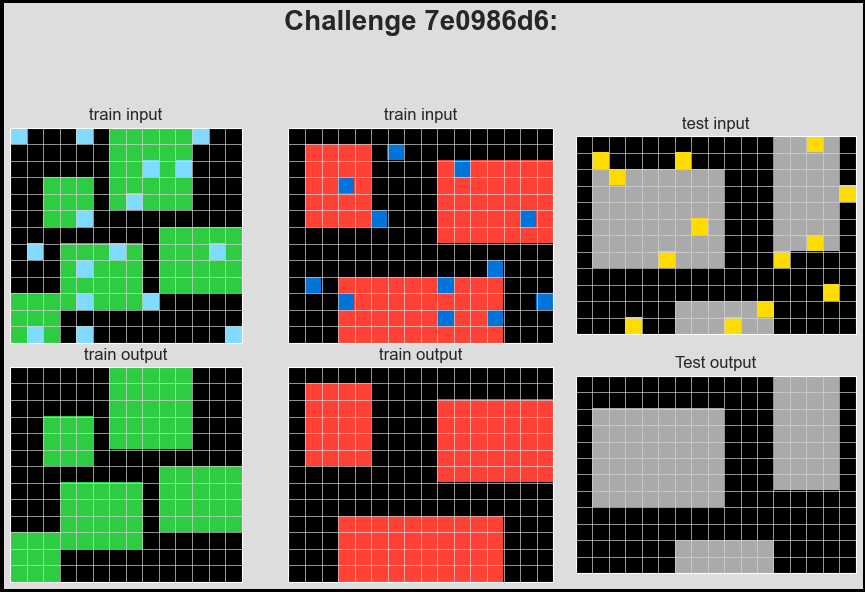 Challenge 7e0986d6:
train input
train input
test input
train output
train output
Test output